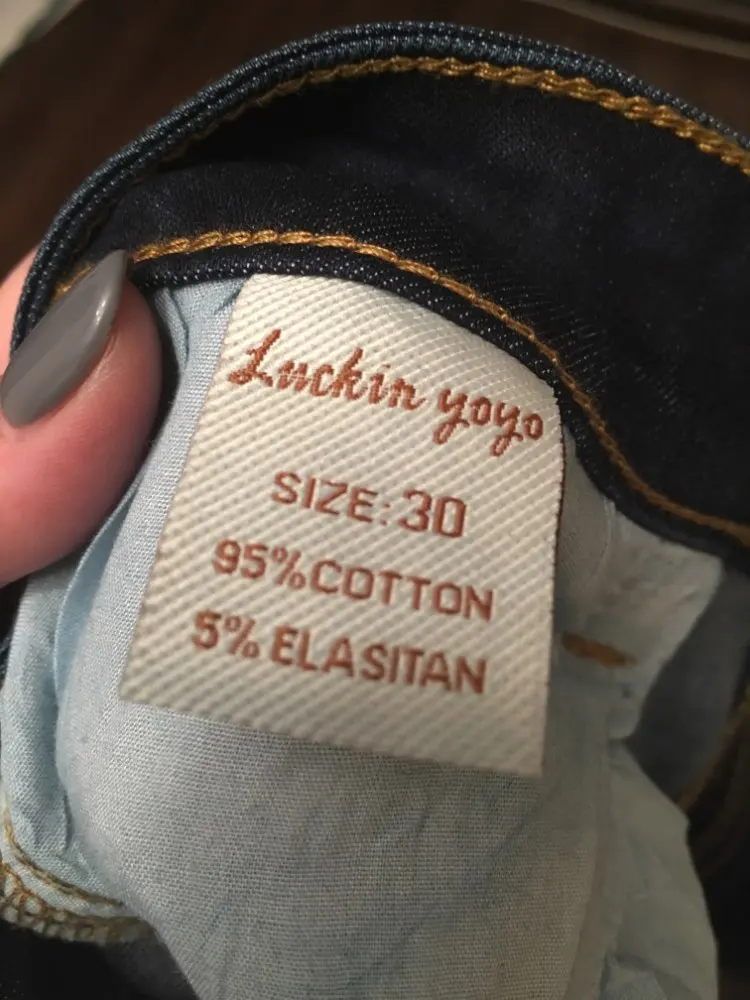 Luckin yoyo
SIZE:30
95%COTTON
5% ELASITAN